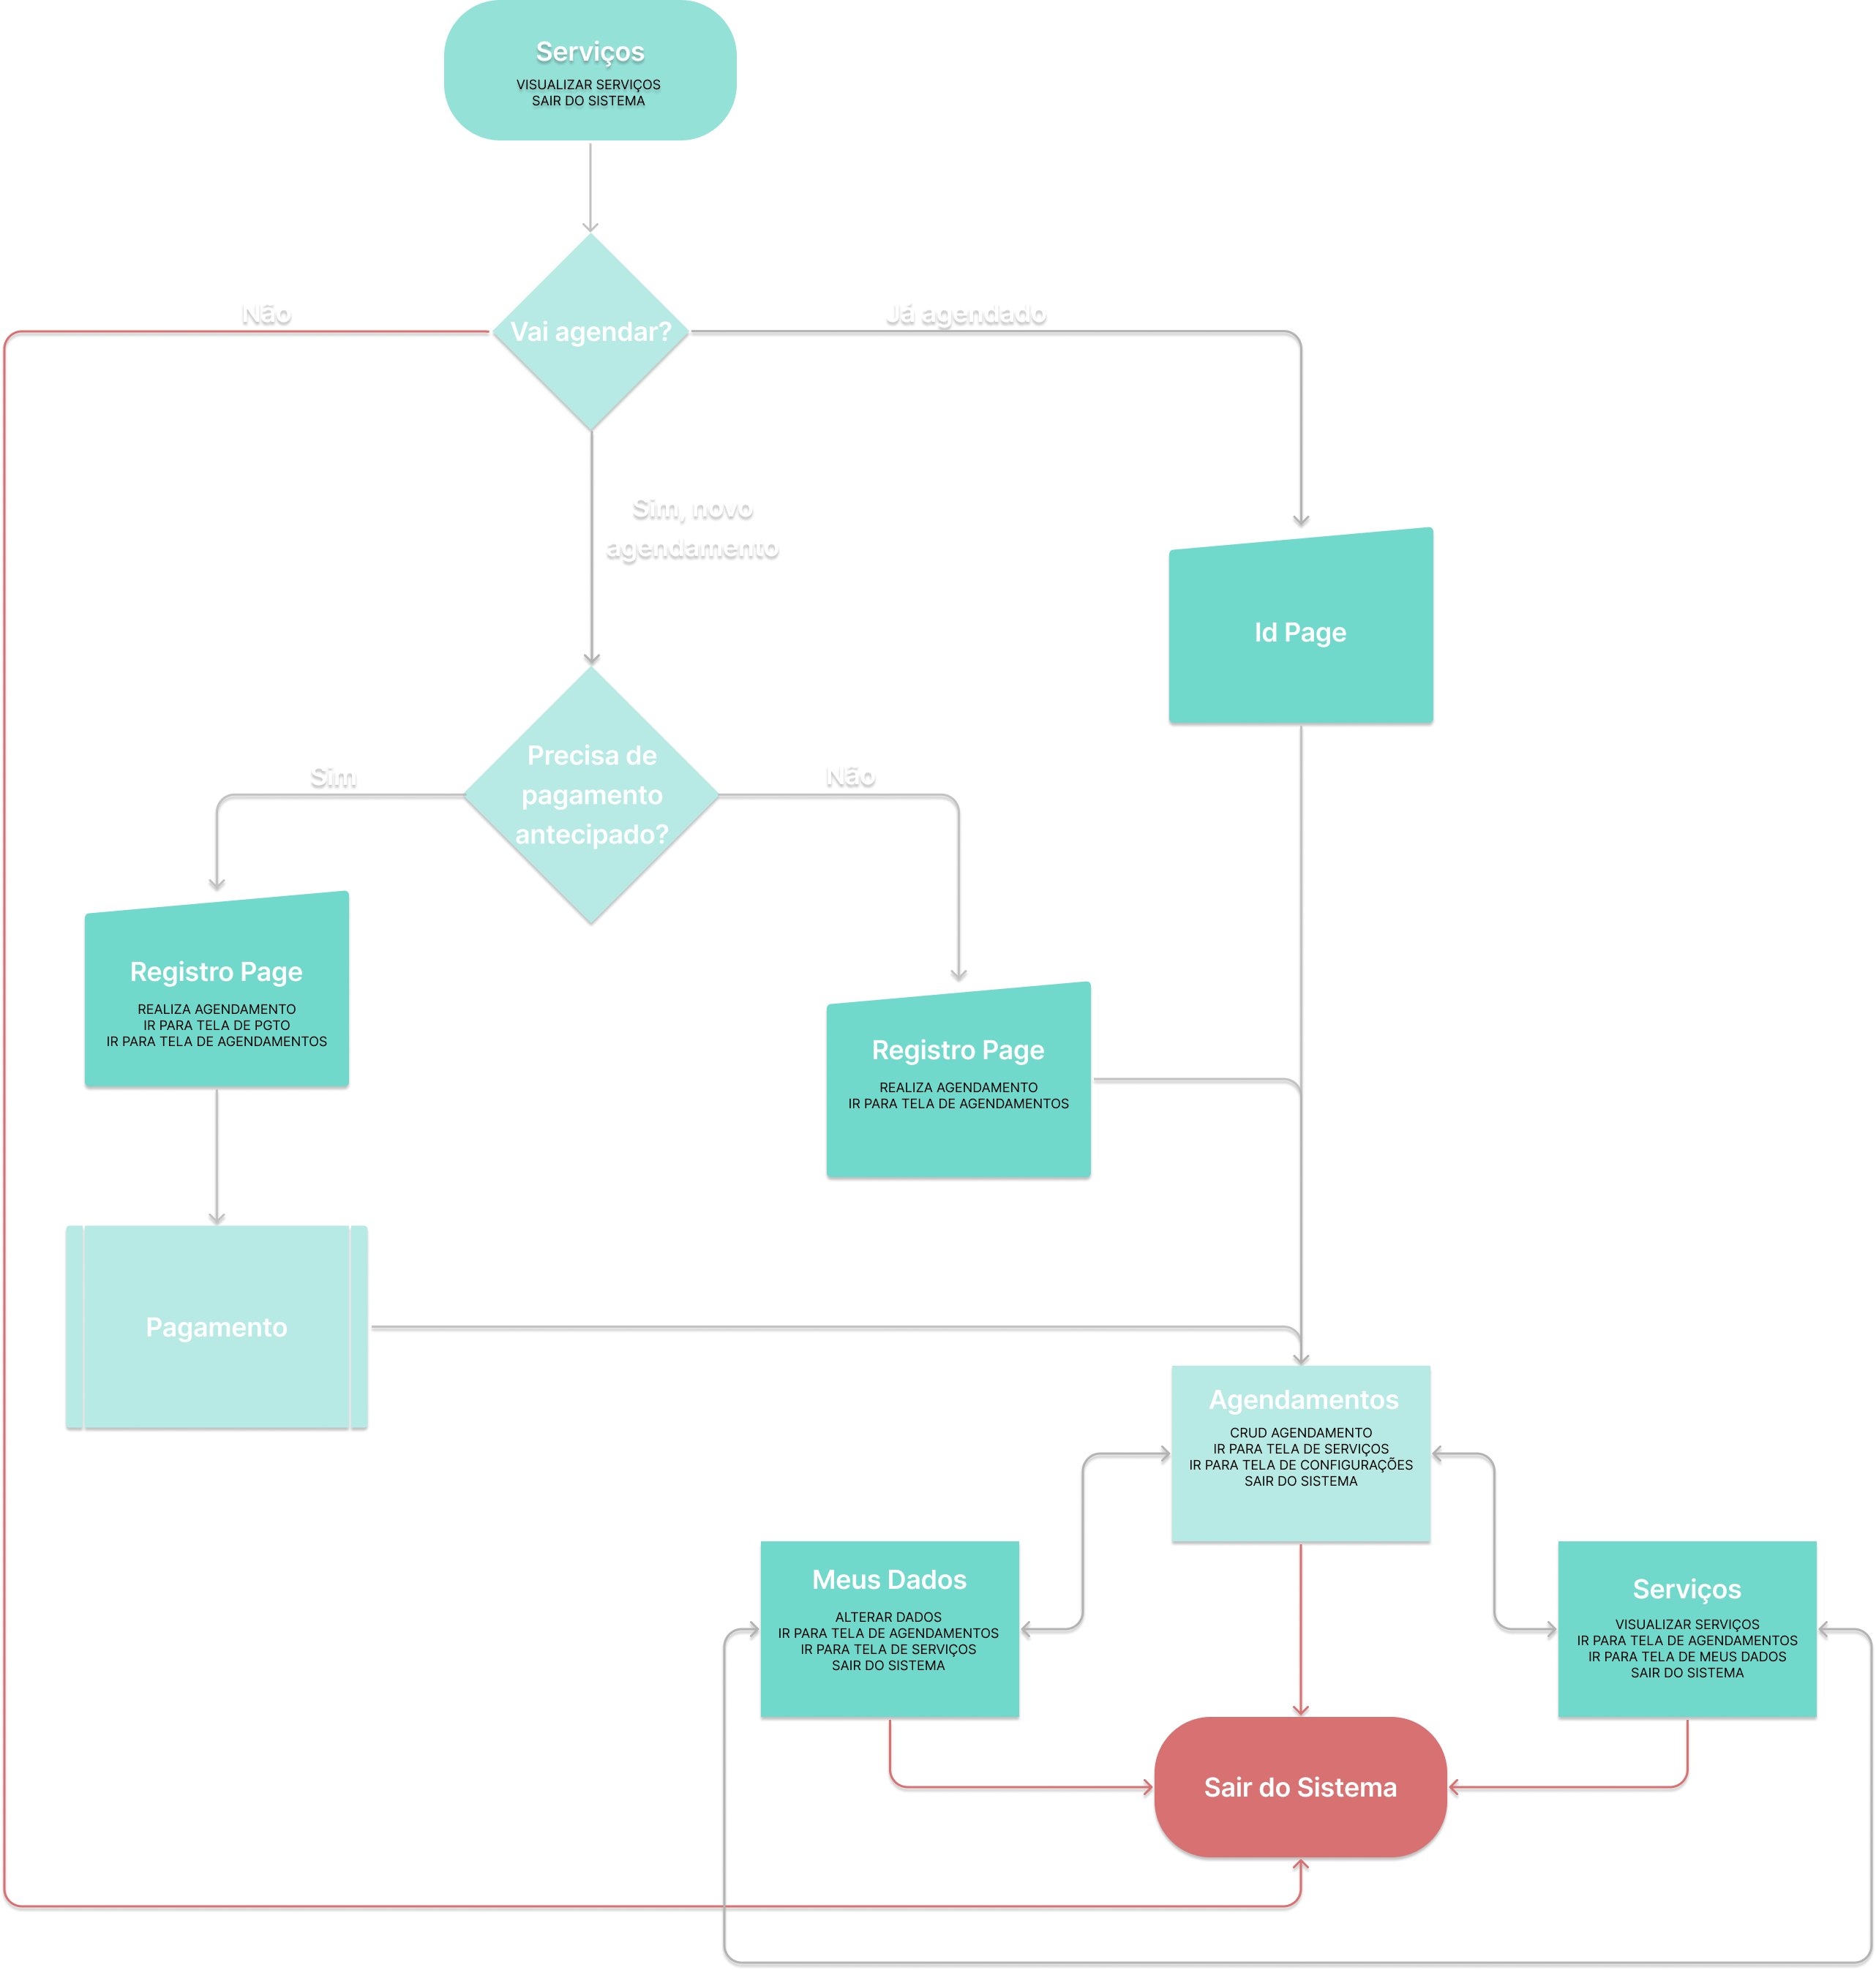 Serviços
VISUALIZAR SERVIÇOS
SAIR DO SISTEMA
Não
Vai agendar?
Já agendado
Sim, novo
agendamento
Id Page
Precisa de
pagamento
antecipado?
Sim
Não
Registro Page
REALIZA AGENDAMENTO
IR PARA TELA DE PGTO
IR PARA TELA DE AGENDAMENTOS
Registro Page
REALIZA AGENDAMENTO
IR PARA TELA DE AGENDAMENTOS
Pagamento
Agendamentos
CRUD AGENDAMENTO
IR PARA TELA DE SERVIÇOS
IR PARA TELA DE CONFIGURAÇÕES
SAIR DO SISTEMA
Meus Dados
ALTERAR DADOS
IR PARA TELA DE AGENDAMENTOS
IR PARA TELA DE SERVIÇOS
SAIR DO SISTEMA
Serviços
VISUALIZAR SERVIÇOS
IR PARA TELA DE AGENDAMENTOS
IR PARA TELA DE MEUS DADOS
SAIR DO SISTEMA
Sair do Sistema